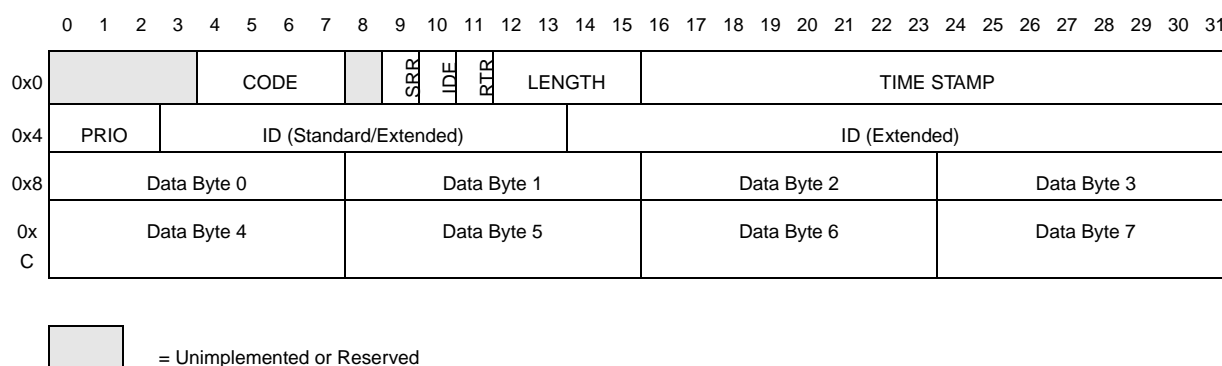 0 1 2 3 4 5 6 7 8 9 10 11 12 13 14 15 16 17 18 19 20 21 22 23 24 25 26 27 28 29 30 31
0x0 CODE SRR IDE RTR LENGTH TIME STAMP
0x4 PRIO ID (Standard/Extended) ID (Extended)
0x8 Data Byte 0 Data Byte 1 Data Byte 2 Data Byte 3
0x Data Byte 4 Data Byte 5 Data Byte 6 Data Byte 7
C
= Unimplemented or Reserved